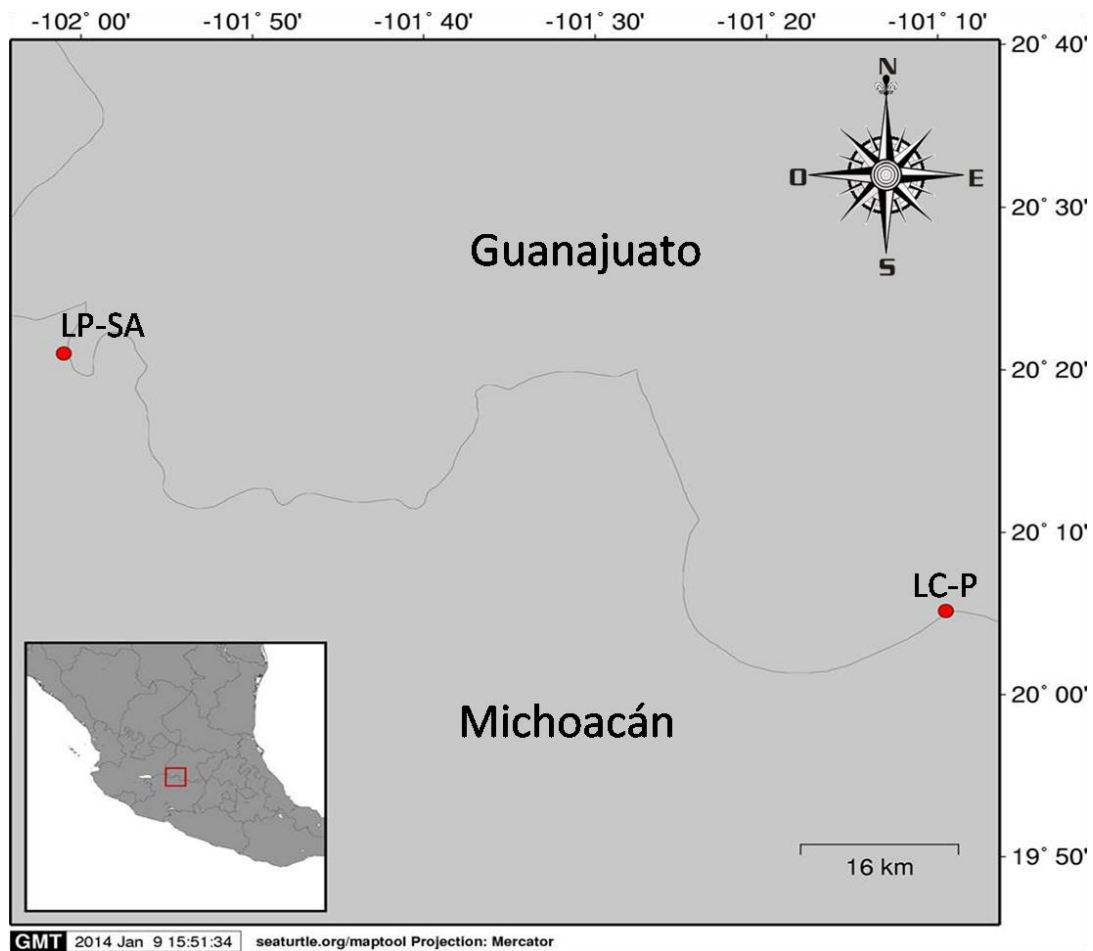 -102° 00' -101° 50' -101° 40' -101° 30' -101° 20' -101° 10'
20° 40'
N
O E
S
20° 30'
Guanajuato
LP-SA
20° 20'
20° 10'
LC-P
20° 00'
Michoacán
16 km
19° 50'
GMT 2014 Jan 9 15:51:34 seaturtle.org/maptool Projection: Mercator